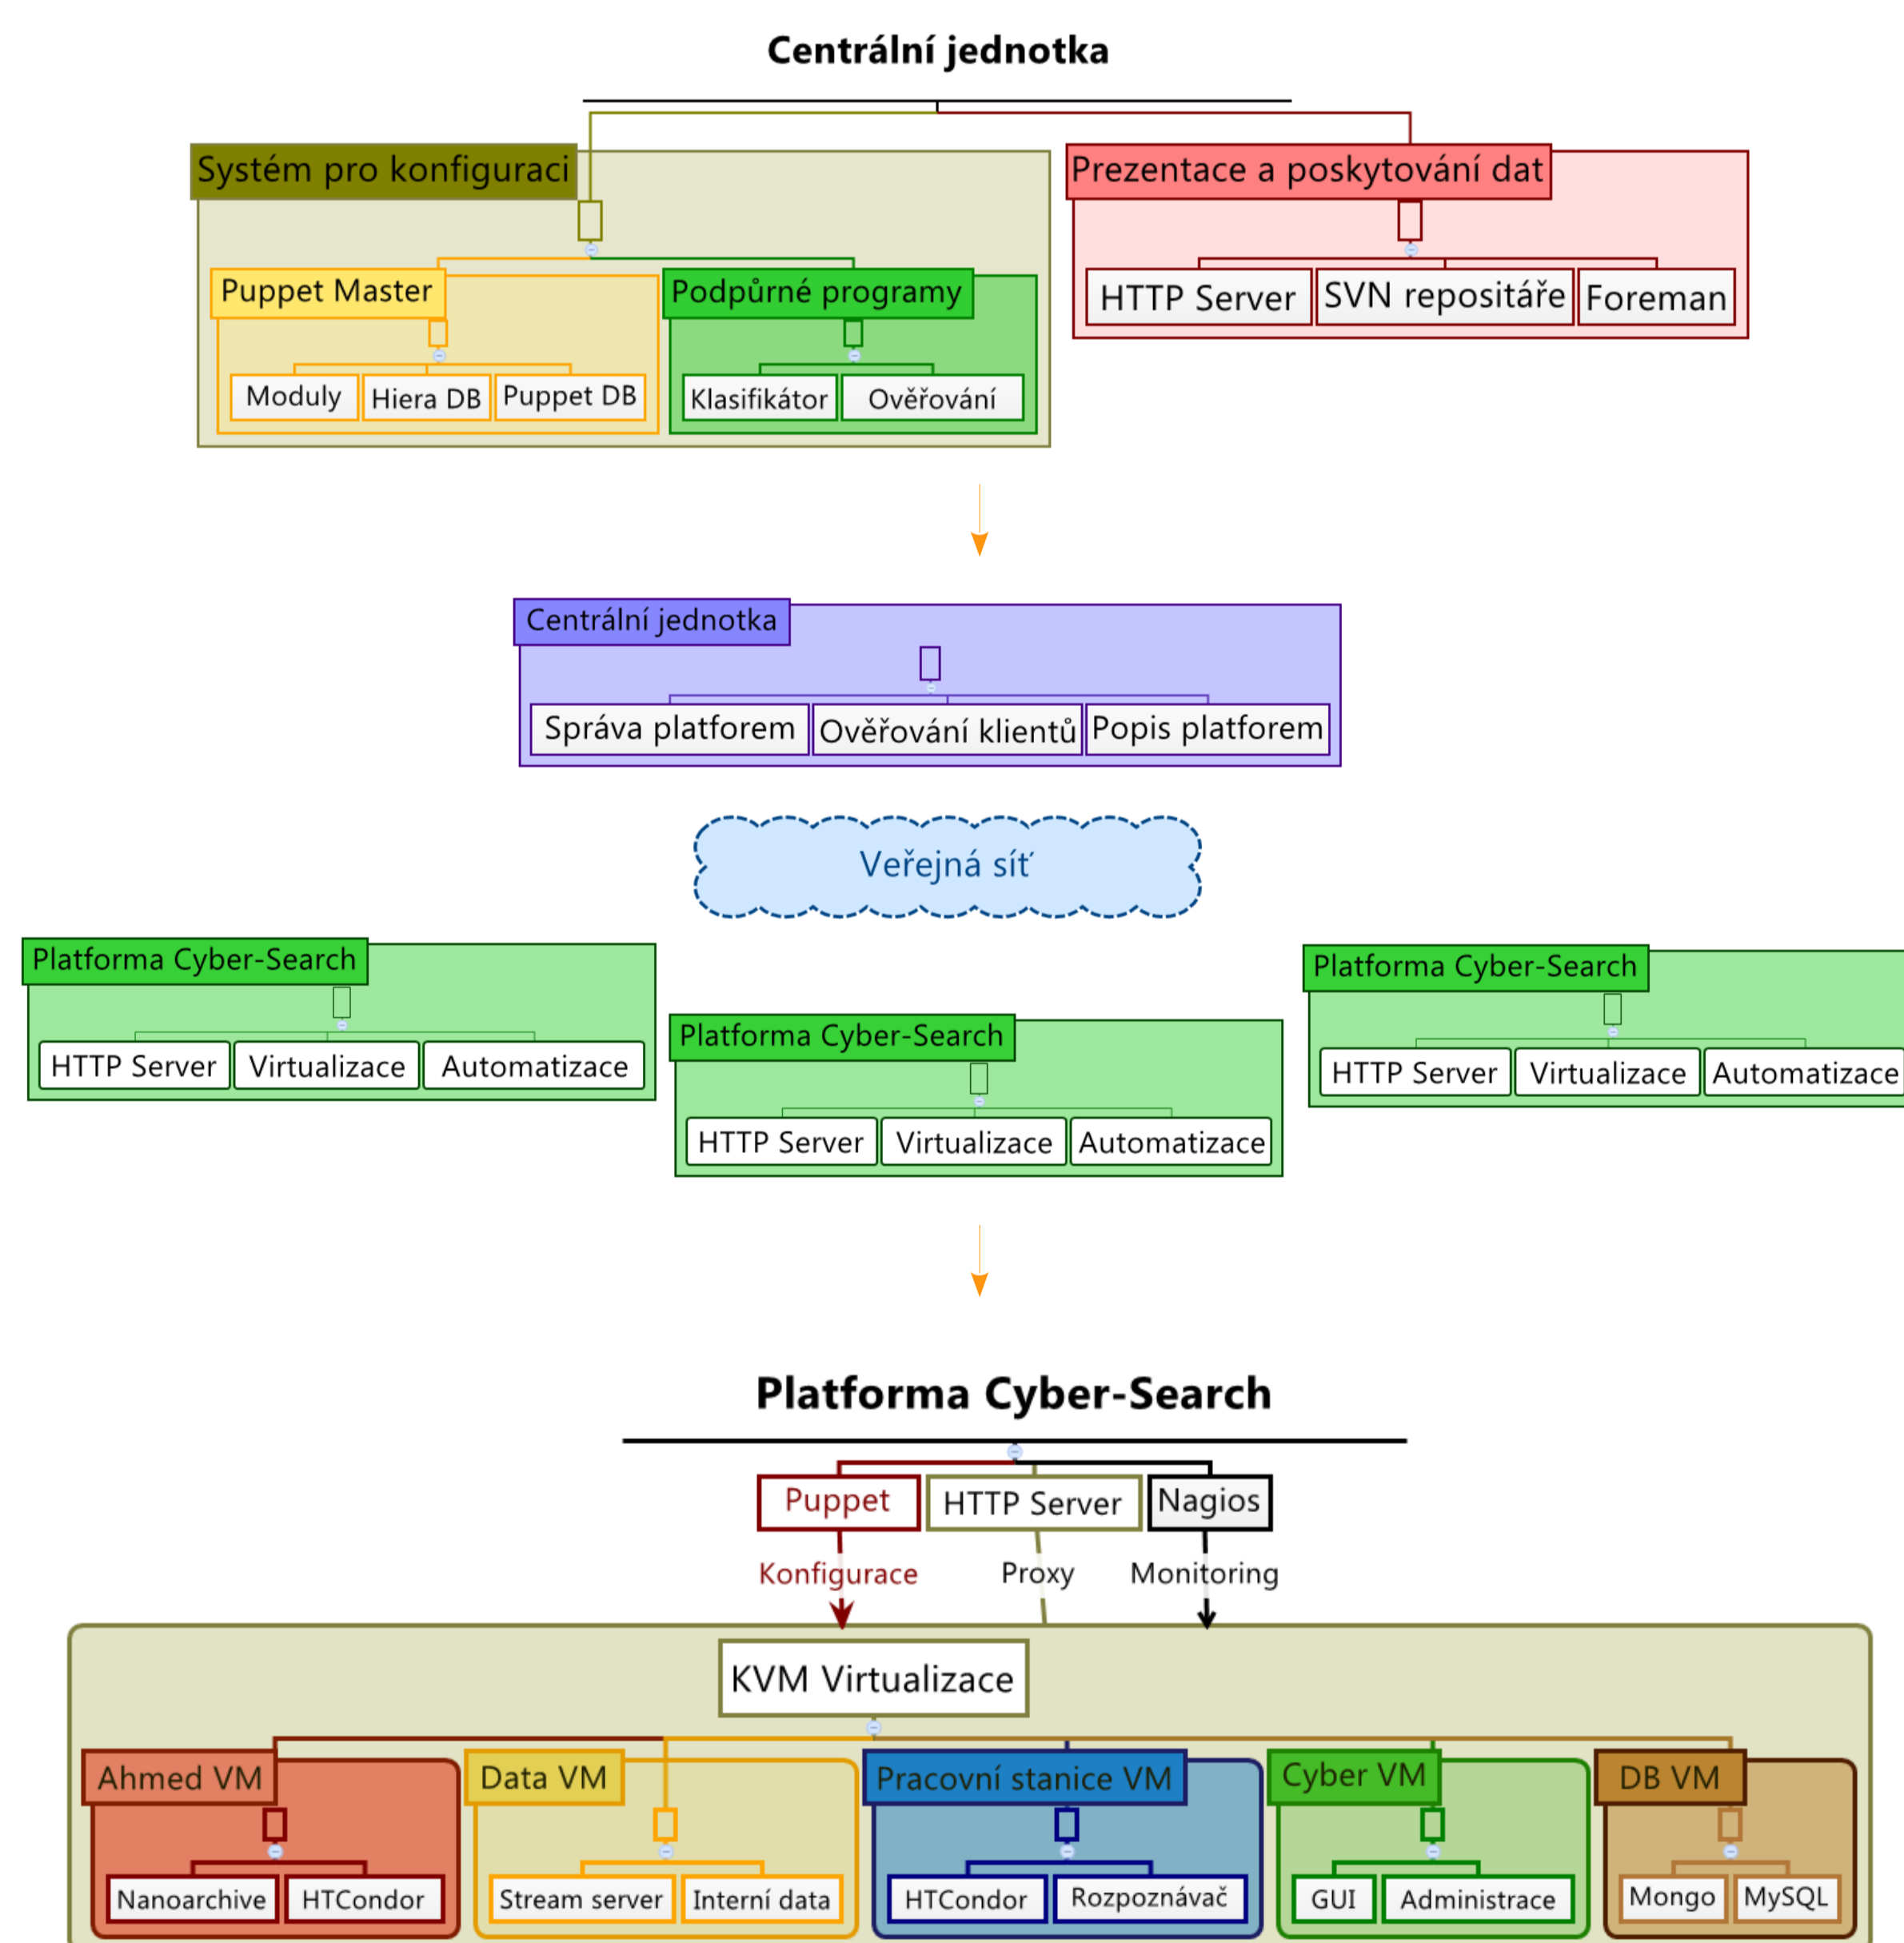 Centrální jednotka
Systém pro konfiguraci
Prezentace a poskytování dat
Puppet Master
Podpůrné programy
HTTP Server
SVN repositáře
Foreman
Moduly
Hiera DB
Puppet DB
Klasifikátor
Ověřování
Centrální jednotka
Správa platforem
Ověřování klientů
Popis platforem
Veřejná síť
Platforma Cyber-Search
HTTP Server
Virtualizace
Automatizace
Platforma Cyber-Search
HTTP Server
Virtualizace
Automatizace
Platforma Cyber-Search
HTTP Server
Virtualizace
Automatizace
Platforma Cyber-Search
Puppet
HTTP Server
Nagios
Konfigurace
Proxy
Monitoring
KVM Virtualizace
Ahmed VM
Data VM
Pracovní stanice VM
Cyber VM
DB VM
Nanoarchive
HTCondor
Stream server
Interní data
HTCondor
Rozpoznávač
GUI
Administrace
Mongo
MySQL